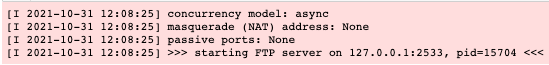 [I 2021-10-31 12:08:25] concurrency model: async
[I 2021-10-31 12:08:25] masquerade (NAT) address: None
[I 2021-10-31 12:08:25] passive ports: None
[I 2021-10-31 12:08:25] >>> starting FTP server on 127.0.0.1:2533, pid=15704 <<<